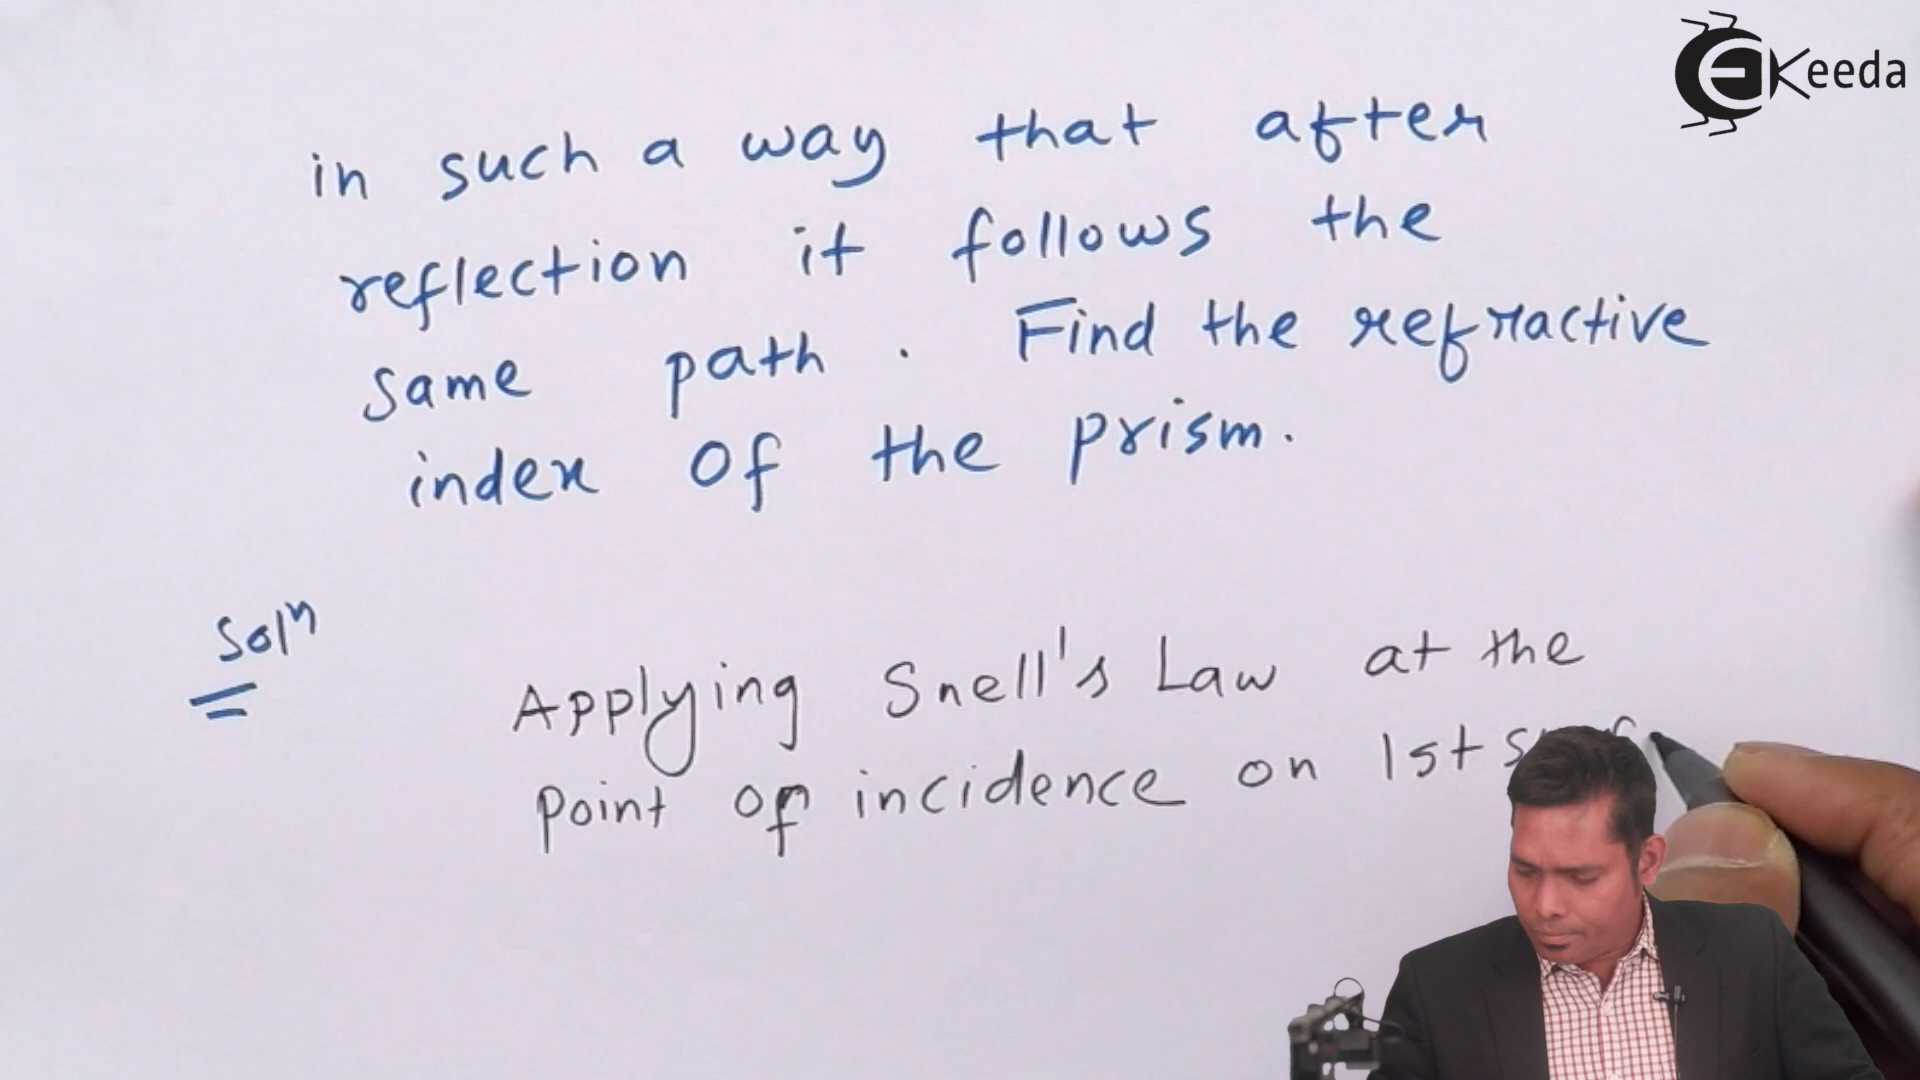 EKeeda
in such a way that after
reflection it follows the
same path. Find the refractive
index of the prism.
Solⁿ
Applying Snell's Law at the
point of incidence on 1st